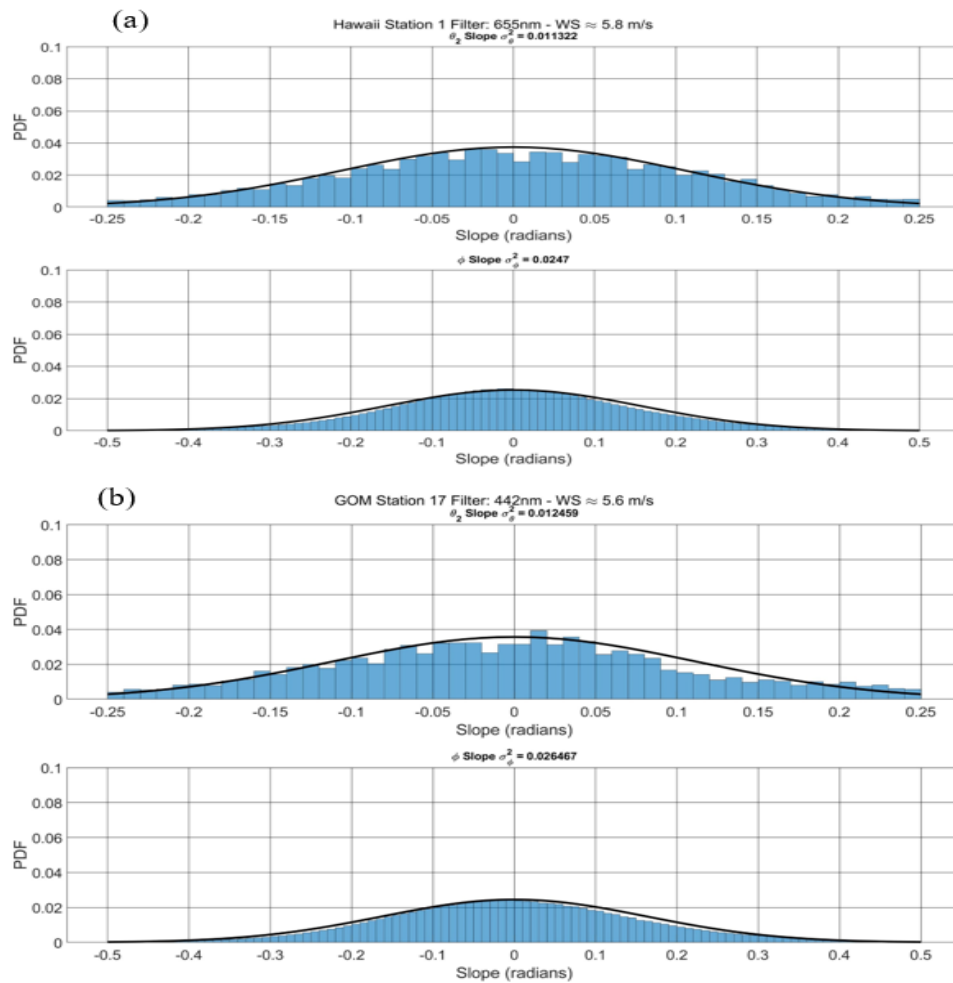 (a)
Hawaii Station 1 Filter: 655nm - WS ≈ 5.8 m/s
θ₂ Slope σ²_θ = 0.011322
0.1
0.08
0.06
0.04
0.02
0
PDF
-0.25 -0.2 -0.15 -0.1 -0.05 0 0.05 0.1 0.15 0.2 0.25
Slope (radians)
ϕ Slope σ²_ϕ = 0.0247
0.1
0.08
0.06
0.04
0.02
0
PDF
-0.5 -0.4 -0.3 -0.2 -0.1 0 0.1 0.2 0.3 0.4 0.5
Slope (radians)
(b)
GOM Station 17 Filter: 442nm - WS ≈ 5.6 m/s
θ₂ Slope σ²_θ = 0.012459
0.1
0.08
0.06
0.04
0.02
0
PDF
-0.25 -0.2 -0.15 -0.1 -0.05 0 0.05 0.1 0.15 0.2 0.25
Slope (radians)
ϕ Slope σ²_ϕ = 0.026467
0.1
0.08
0.06
0.04
0.02
0
PDF
-0.5 -0.4 -0.3 -0.2 -0.1 0 0.1 0.2 0.3 0.4 0.5
Slope (radians)